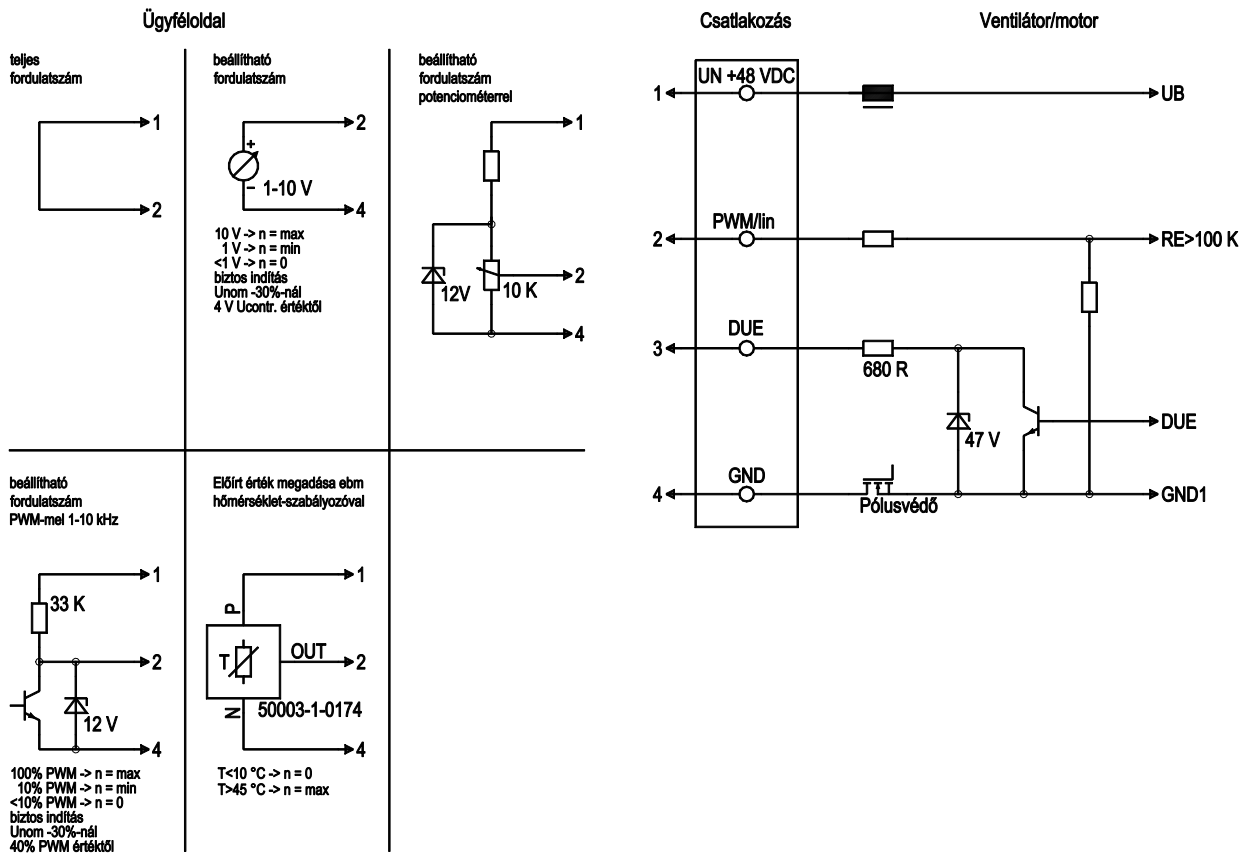 Ügyféloldal
teljes
fordulatszám
1
2
beállítható
fordulatszám
2
+
–
1-10 V
4
10 V -> n = max
1 V -> n = min
<1 V -> n = 0
biztos indítás
Unom -30%-nál
4 V Ucontr. értéktől
beállítható
fordulatszám
potenciométerrel
1
12V
10 K
2
4
beállítható
fordulatszám
PWM-mel 1-10 kHz
1
33 K
2
12 V
4
100% PWM -> n = max
10% PWM -> n = min
<10% PWM -> n = 0
biztos indítás
Unom -30%-nál
40% PWM értéktől
Előírt érték megadása ebm
hőmérséklet-szabályozóval
1
P
T
OUT
2
N
50003-1-0174
4
T<10 °C -> n = 0
T>45 °C -> n = max
Csatlakozás
Ventilátor/motor
UN +48 VDC
1
UB
PWM/lin
2
RE>100 K
DUE
3
680 R
47 V
DUE
GND
4
GND1
Pólusvédő